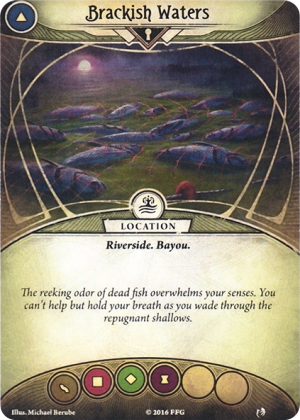 Brackish Waters
LOCATION
Riverside. Bayou.
The reeking odor of dead fish overwhelms your senses. You
can't help but hold your breath as you wade through the
repugnant shallows.
Illus. Michael Berube
© 2016 FFG